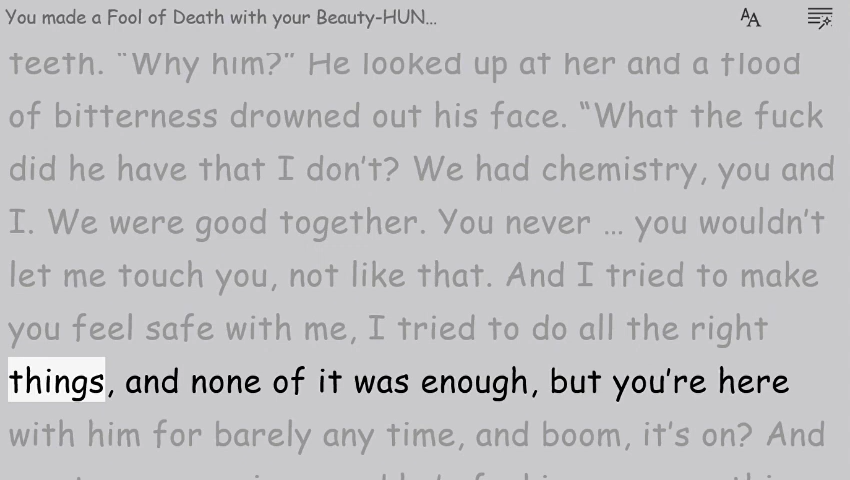 You made a Fool of Death with your Beauty-HUN...
AA
teeth. “Why him?” He looked up at her and a flood
of bitterness drowned out his face. “What the fuck
did he have that I don’t? We had chemistry, you and
I. We were good together. You never … you wouldn’t
let me touch you, not like that. And I tried to make
you feel safe with me, I tried to do all the right
things, and none of it was enough, but you’re here
with him for barely any time, and boom, it’s on? And